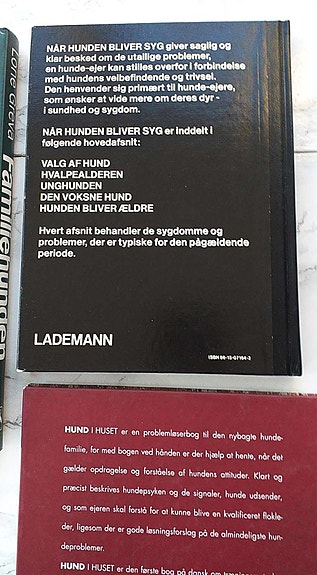 Lone Greva
Familiehunden
NÅR HUNDEN BLIVER SYG giver saglig og
klar besked om de utallige problemer,
en hunde-ejer kan stilles overfor i forbindelse
med hundens velbefindende og trivsel.
Den henvender sig primært til hunde-ejere,
som ønsker at vide mere om deres dyr -
i sundhed og sygdom.
NÅR HUNDEN BLIVER SYG er inddelt i
følgende hovedafsnit:
VALG AF HUND
HVALPEALDEREN
UNGHUNDEN
DEN VOKSNE HUND
HUNDEN BLIVER ÆLDRE
Hvert afsnit behandler de sygdomme og
problemer, der er typiske for den pågældende
periode.
LADEMANN
ISBN 86-15-07164-2
HUND I HUSET er en problemløserbog til den nybagte hunde-
familie, for med bogen ved hånden er der hjælp at hente, når det
gælder opdragelse og forståelse af hundens attituder. Klart og
præcist beskrives hundepsyken og de signaler, hunde udsender,
og som ejeren skal forstå for at kunne blive en kvalificeret flokle-
der, ligesom der er gode løsningsforslag på de almindeligste hun-
deproblemer.
HUND I HUSET er den første bog på dansk om